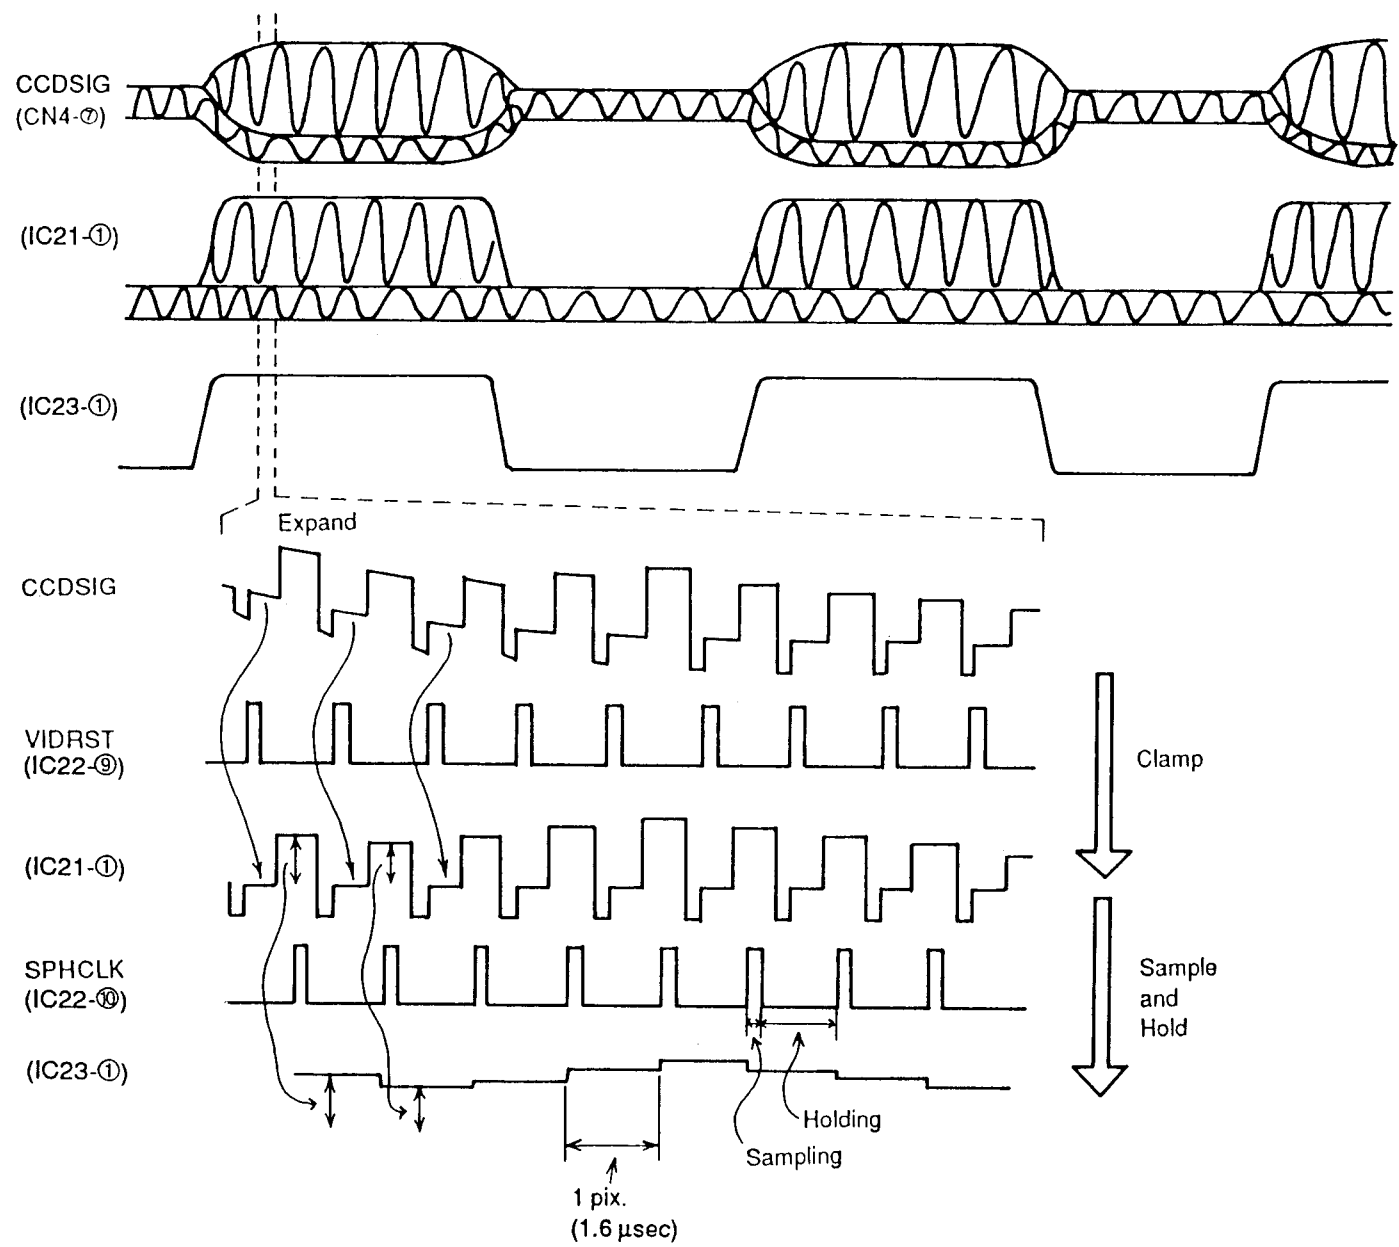 CCDSIG
(CN4-⑦)
(IC21-①)
(IC23-①)
Expand
CCDSIG
VIDRST
(IC22-⑨)
Clamp
(IC21-①)
SPHCLK
(IC22-⑩)
Sample
and
Hold
(IC23-①)
Holding
Sampling
1 pix.
(1.6 µsec)